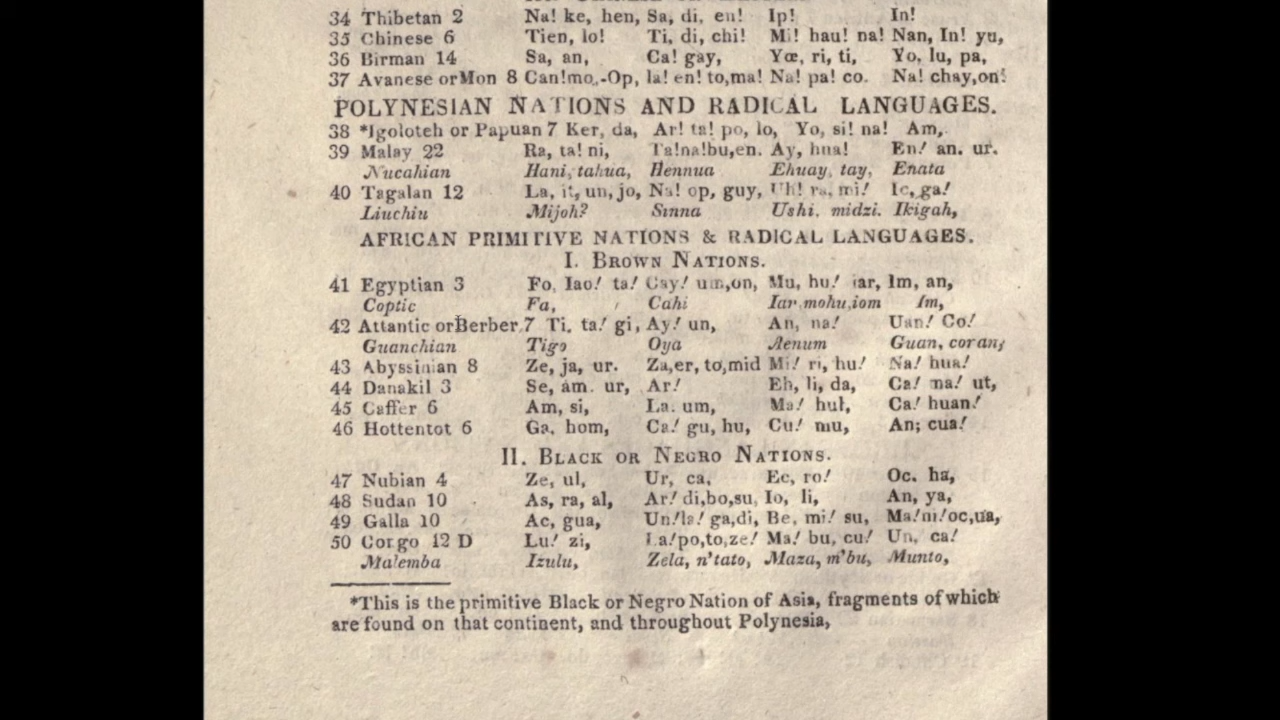 34 Thibetan 2 Na! ke, hen, Sa, di, en! Ip! In!
35 Chinese 6 Tien, lo! Ti, di, chi! Mi! hau! na! Nan, In! yu,
36 Birman 14 Sa, an, Ca! gay, Yœ, ri, ti, Yo, lu, pa,
37 Avanese or Mon 8 Can!mo,-Op, la! en! to,ma! Na! pa! co. Na! chay,on!
POLYNESIAN NATIONS AND RADICAL LANGUAGES.
38 *Igoloteh or Papuan 7 Ker, da, Ar! ta! po, lo, Yo, si! na! Am,
39 Malay 22 Ra, ta! ni, Ta!na!bu,en. Ay, hua! En! an. ur.
Nucahian Hani, tahua, Hennua Ehuay, tay, Enata
40 Tagalan 12 La, it, un, jo, Na! op, guy, Uh! ra, mi! Ic, ga!
Liuchiu Mijoh? Sinna Ushi. midzi. Ikigah,
AFRICAN PRIMITIVE NATIONS & RADICAL LANGUAGES.
I. BROWN NATIONS.
41 Egyptian 3 Fo, Iao! ta! Cay! um,on, Mu, hu! iar, Im, an,
Coptic Fa, Cahi Iar mohu,iom Im,
42 Atlantic or Berber 7 Ti. ta! gi, Ay! un, An, na! Uan! Co!
Guanchian Tigo Oya Aenum Guan, coran,
43 Abyssinian 8 Ze, ja, ur. Za,er, to,mid Mi! ri, hu! Na! hua!
44 Danakil 3 Se, am. ur, Ar! Eh, li, da, Ca! na! ut,
45 Caffer 6 Am, si, La. um, Ma! hul, Ca! huan!
46 Hottentot 6 Ga, hom, Ca! gu, hu, Cu! mu, An; cua!
II. BLACK OR NEGRO NATIONS.
47 Nubian 4 Ze, ul, Ur, ca, Ec, ro! Oc. ha,
48 Sudan 10 As, ra, al, Ar! di,bo,su, Io, li, An, ya,
49 Galla 10 Ac, gua, Un!la! ga,di, Be, mi! su, Ma!ni!oc,ua,
50 Congo 12 D Lu! zi, La!po,to,ze! Ma! bu, cu! Un, ca!
Malemba Izulu, Zela, n'tato, Maza, m'bu, Munto,
*This is the primitive Black or Negro Nation of Asia, fragments of which
are found on that continent, and throughout Polynesia,